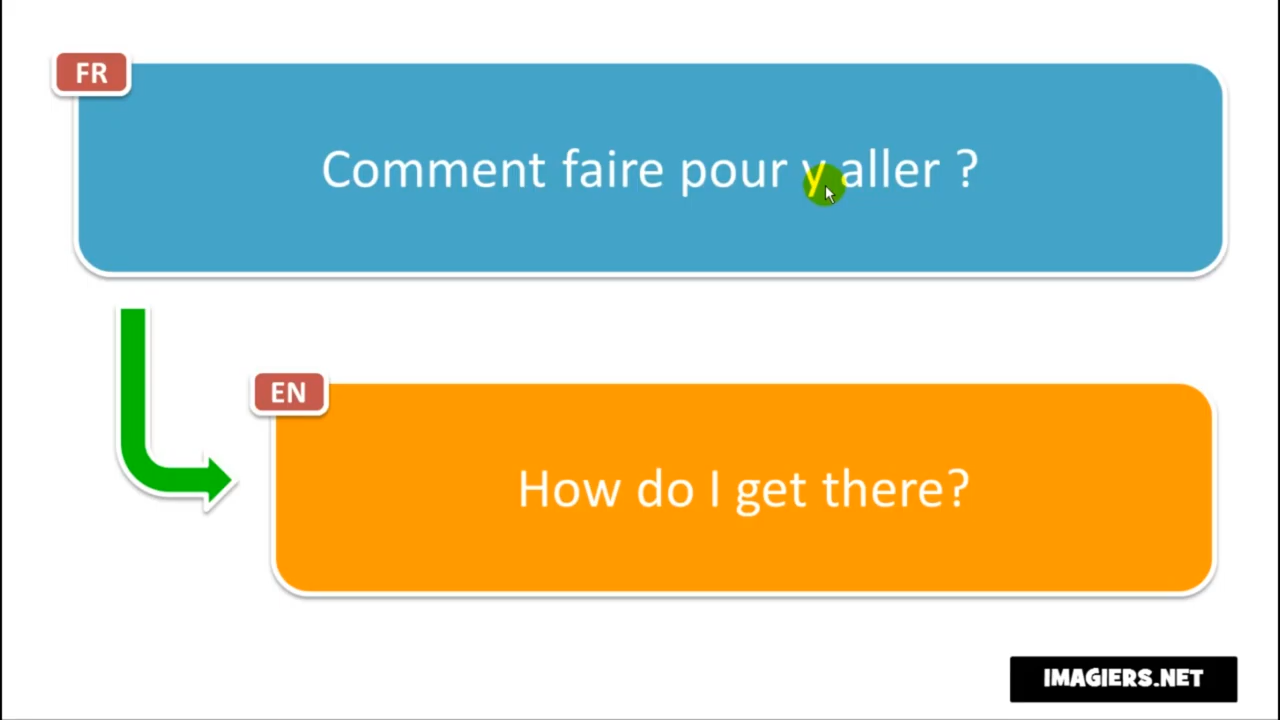 FR
Comment faire pour y aller ?
EN
How do I get there?
IMAGIERS.NET